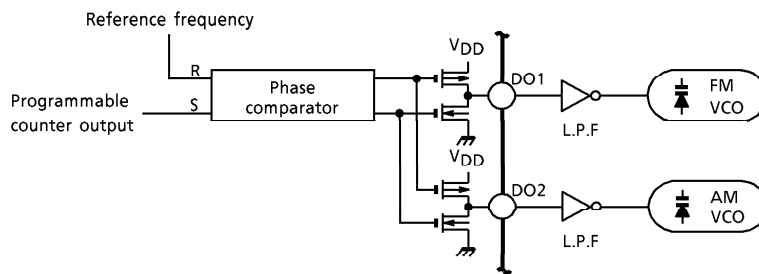 Reference frequency
R
S
Phase
comparator
Programmable
counter output
VDD
DO1
L.P.F
FM
VCO
VDD
DO2
L.P.F
AM
VCO